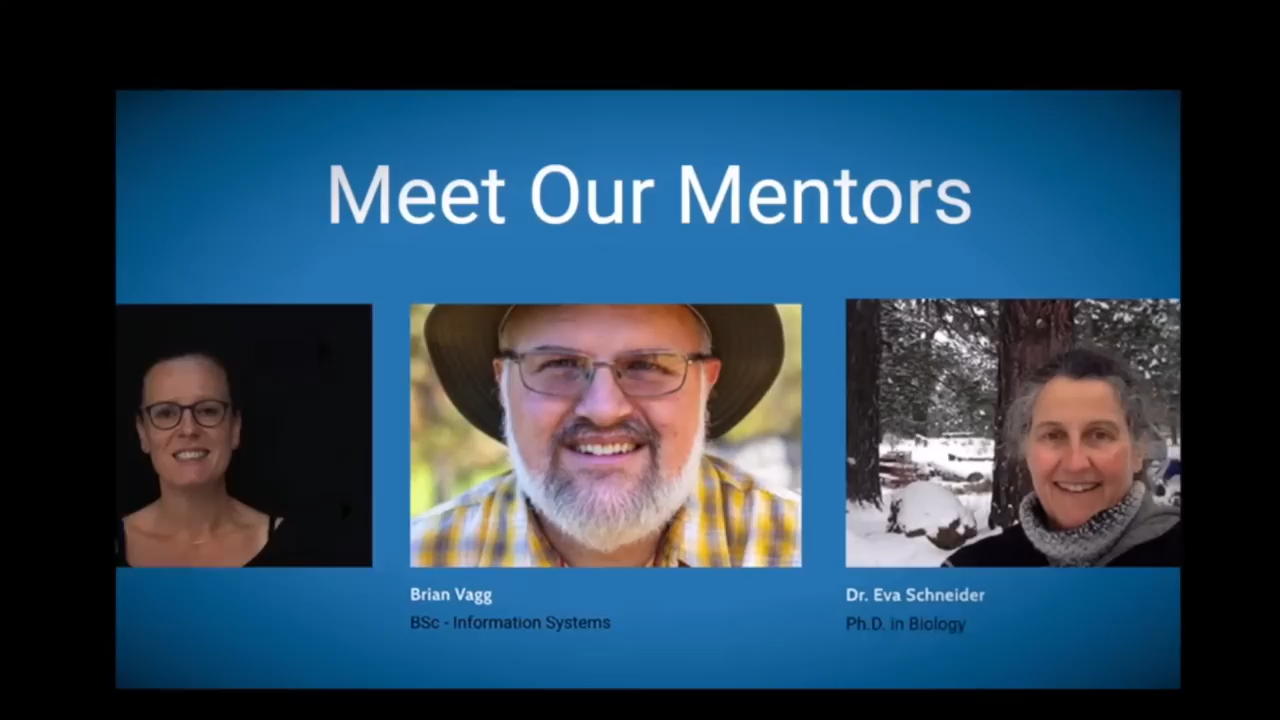 Meet Our Mentors
Brian Vagg
BSc - Information Systems
Dr. Eva Schneider
Ph.D. in Biology